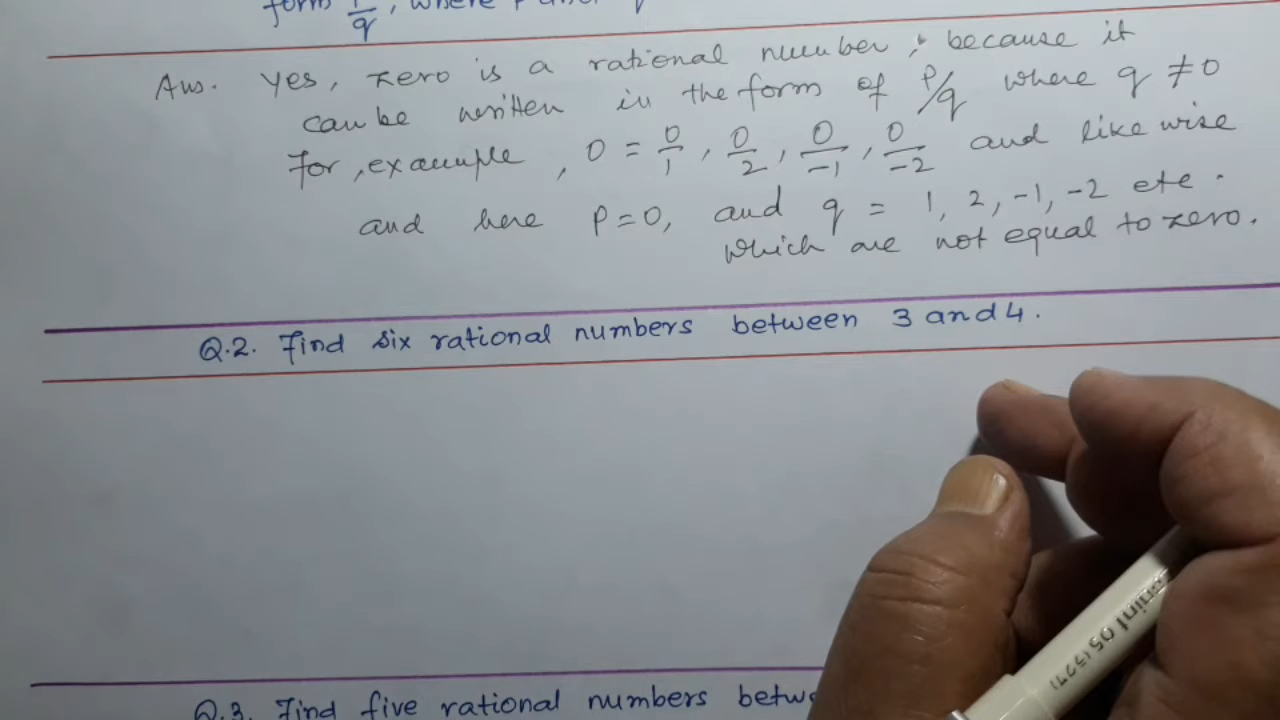 form p/q, where
Ans. Yes, zero is a rational number, because it
can be written in the form of P/q where q ≠ 0
for, example, 0 = 0/1, 0/2, 0/-1, 0/-2 and like wise
and here P = 0, and q = 1, 2, -1, -2 etc.
which are not equal to zero.
Q.2. Find six rational numbers between 3 and 4.
Q.3. Find five rational numbers betwe